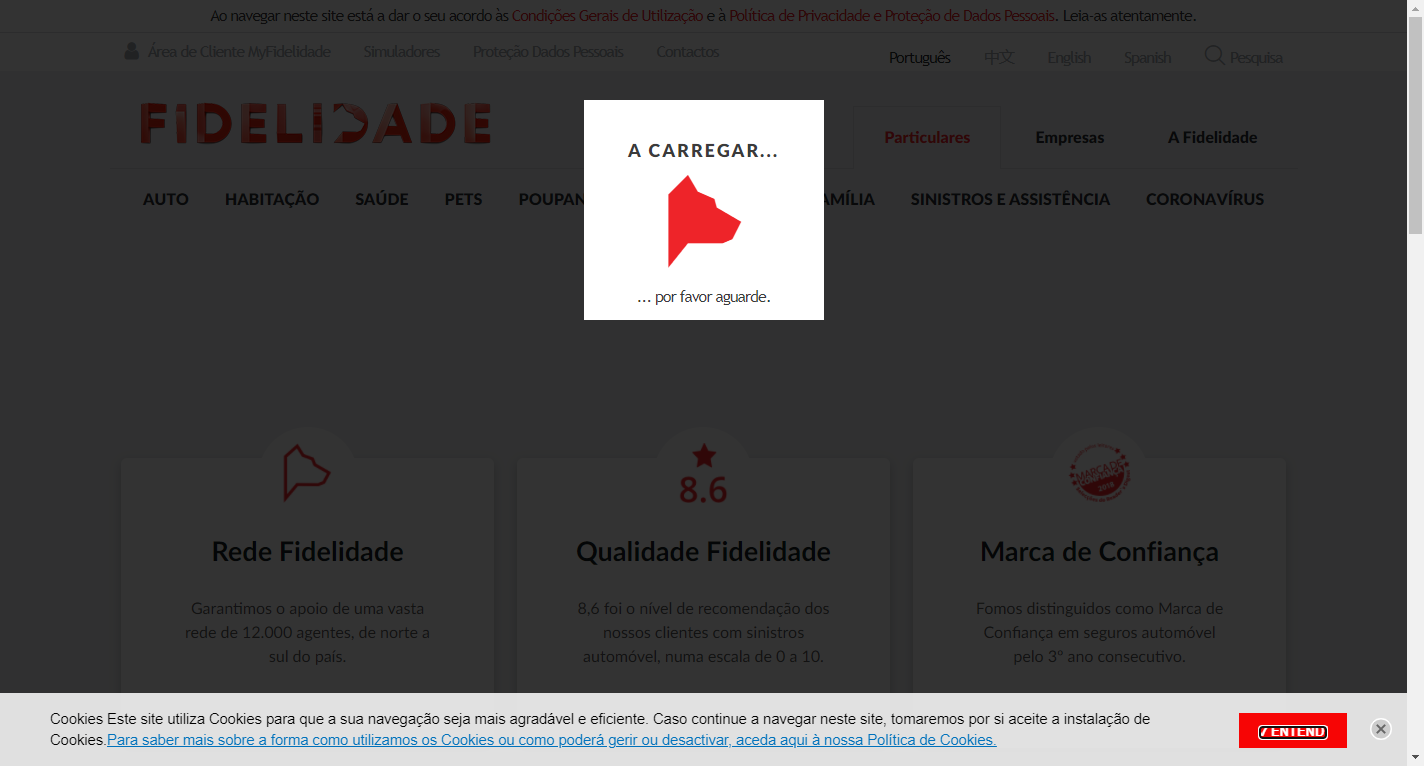 Ao navegar neste site está a dar o seu acordo às Condições Gerais de Utilização e à Política de Privacidade e Proteção de Dados Pessoais. Leia-as atentamente.
Área de Cliente MyFidelidade Simuladores Proteção Dados Pessoais Contactos
Português 中文 English Spanish Pesquisa
FIDELIDADE
Particulares Empresas A Fidelidade
A CARREGAR...
... por favor aguarde.
AUTO HABITAÇÃO SAÚDE PETS SINISTROS E ASSISTÊNCIA CORONAVÍRUS
8.6
MARCA DE CONFIANÇA 2018
Rede Fidelidade
Garantimos o apoio de uma vasta
rede de 12.000 agentes, de norte a
sul do país.
Qualidade Fidelidade
8,6 foi o nível de recomendação dos
nossos clientes com sinistros
automóvel, numa escala de 0 a 10.
Marca de Confiança
Fomos distinguidos como Marca de
Confiança em seguros automóvel
pelo 3º ano consecutivo.
Cookies Este site utiliza Cookies para que a sua navegação seja mais agradável e eficiente. Caso continue a navegar neste site, tomaremos por si aceite a instalação de
Cookies.Para saber mais sobre a forma como utilizamos os Cookies ou como poderá gerir ou desactivar, aceda aqui à nossa Política de Cookies.